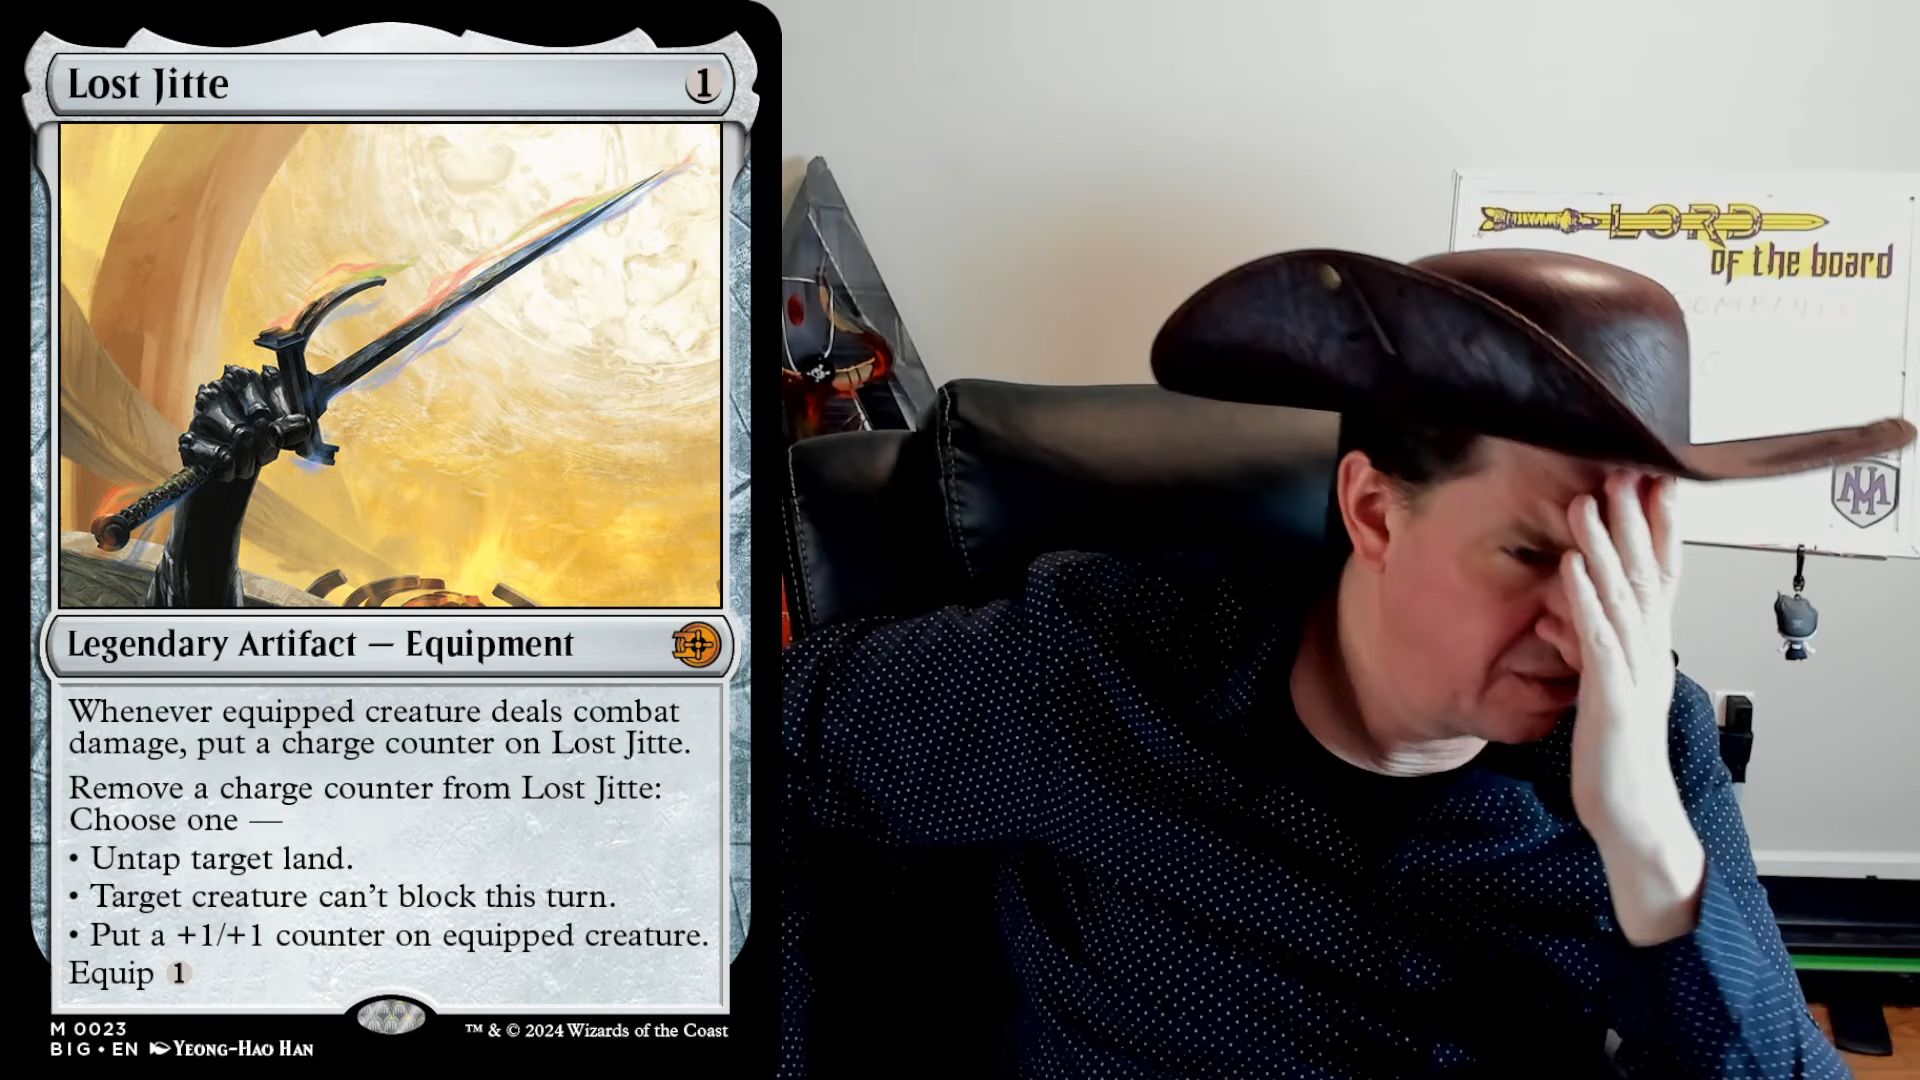 Lost Jitte 1
Legendary Artifact — Equipment
Whenever equipped creature deals combat
damage, put a charge counter on Lost Jitte.
Remove a charge counter from Lost Jitte:
Choose one —
• Untap target land.
• Target creature can't block this turn.
• Put a +1/+1 counter on equipped creature.
Equip 1
M 0023
BIG • EN Yeong-Hao Han
™ & © 2024 Wizards of the Coast
LORD
of the board